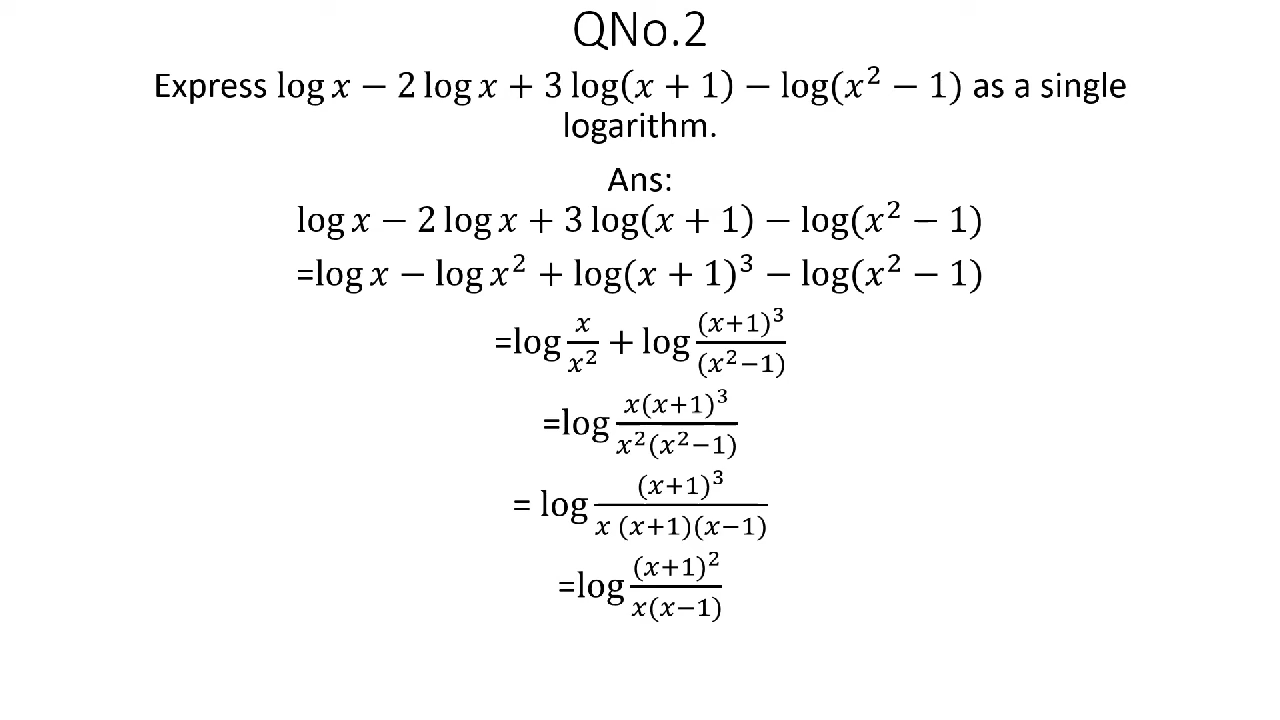 QNo.2
Express log x − 2 log x + 3 log(x + 1) − log(x² − 1) as a single
logarithm.
Ans:
log x − 2 log x + 3 log(x + 1) − log(x² − 1)
=log x − log x² + log(x + 1)³ − log(x² − 1)
=log x/x² + log (x+1)³/(x²−1)
=log x(x+1)³/x²(x²−1)
= log (x+1)³/x (x+1)(x−1)
=log (x+1)²/x(x−1)